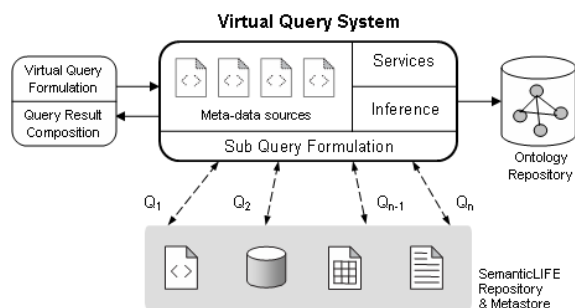 Virtual Query System
Virtual Query
Formulation
Query Result
Composition
Meta-data sources
Services
Inference
Sub Query Formulation
Ontology
Repository
Q1
Q2
Qn-1
Qn
SemanticLIFE
Repository
& Metastore